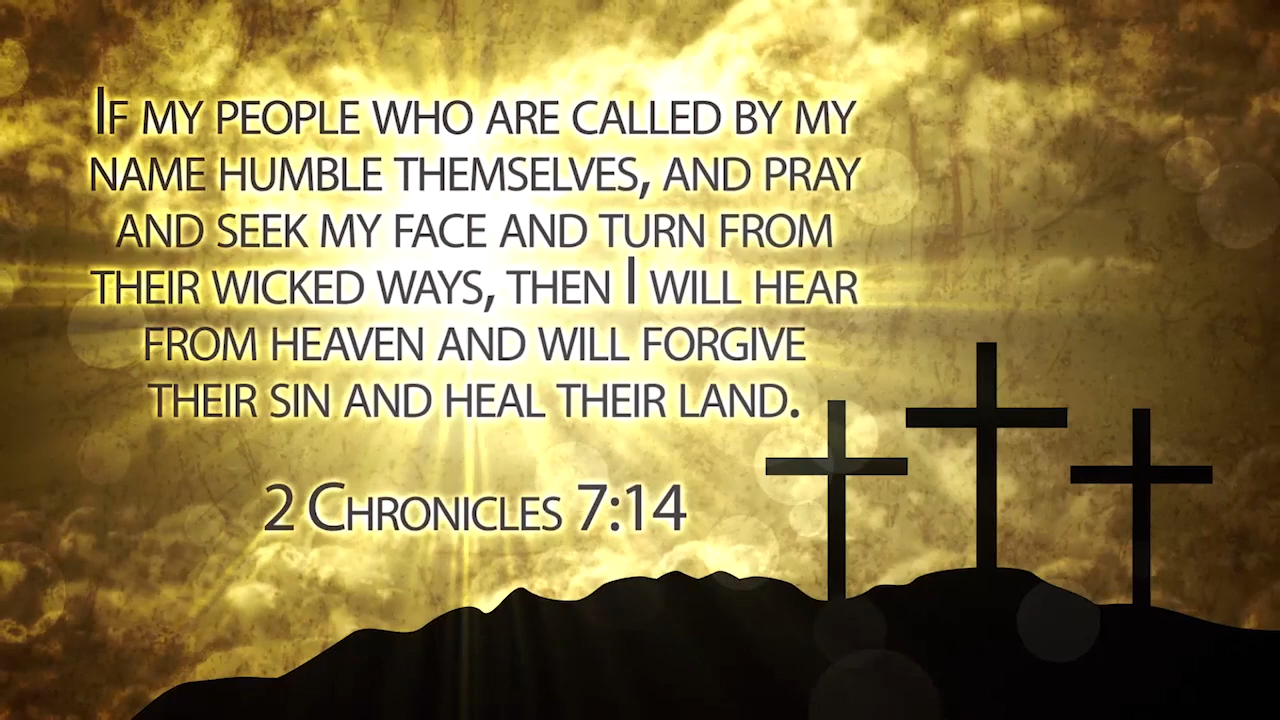 If my people who are called by my
name humble themselves, and pray
and seek my face and turn from
their wicked ways, then I will hear
from heaven and will forgive
their sin and heal their land.
2 Chronicles 7:14